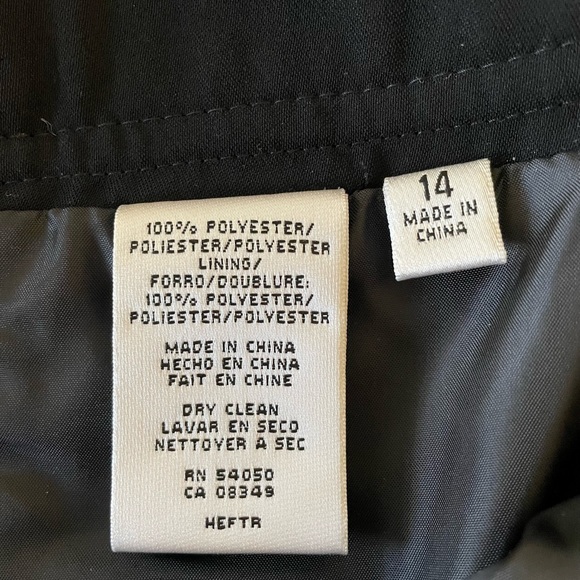 100% POLYESTER/
POLIESTER/POLYESTER
LINING/
FORRO/DOUBLURE:
100% POLYESTER/
POLIESTER/POLYESTER
MADE IN CHINA
HECHO EN CHINA
FAIT EN CHINE
DRY CLEAN
LAVAR EN SECO
NETTOYER A SEC
RN 54050
CA 08349
HEFTR
14
MADE IN
CHINA